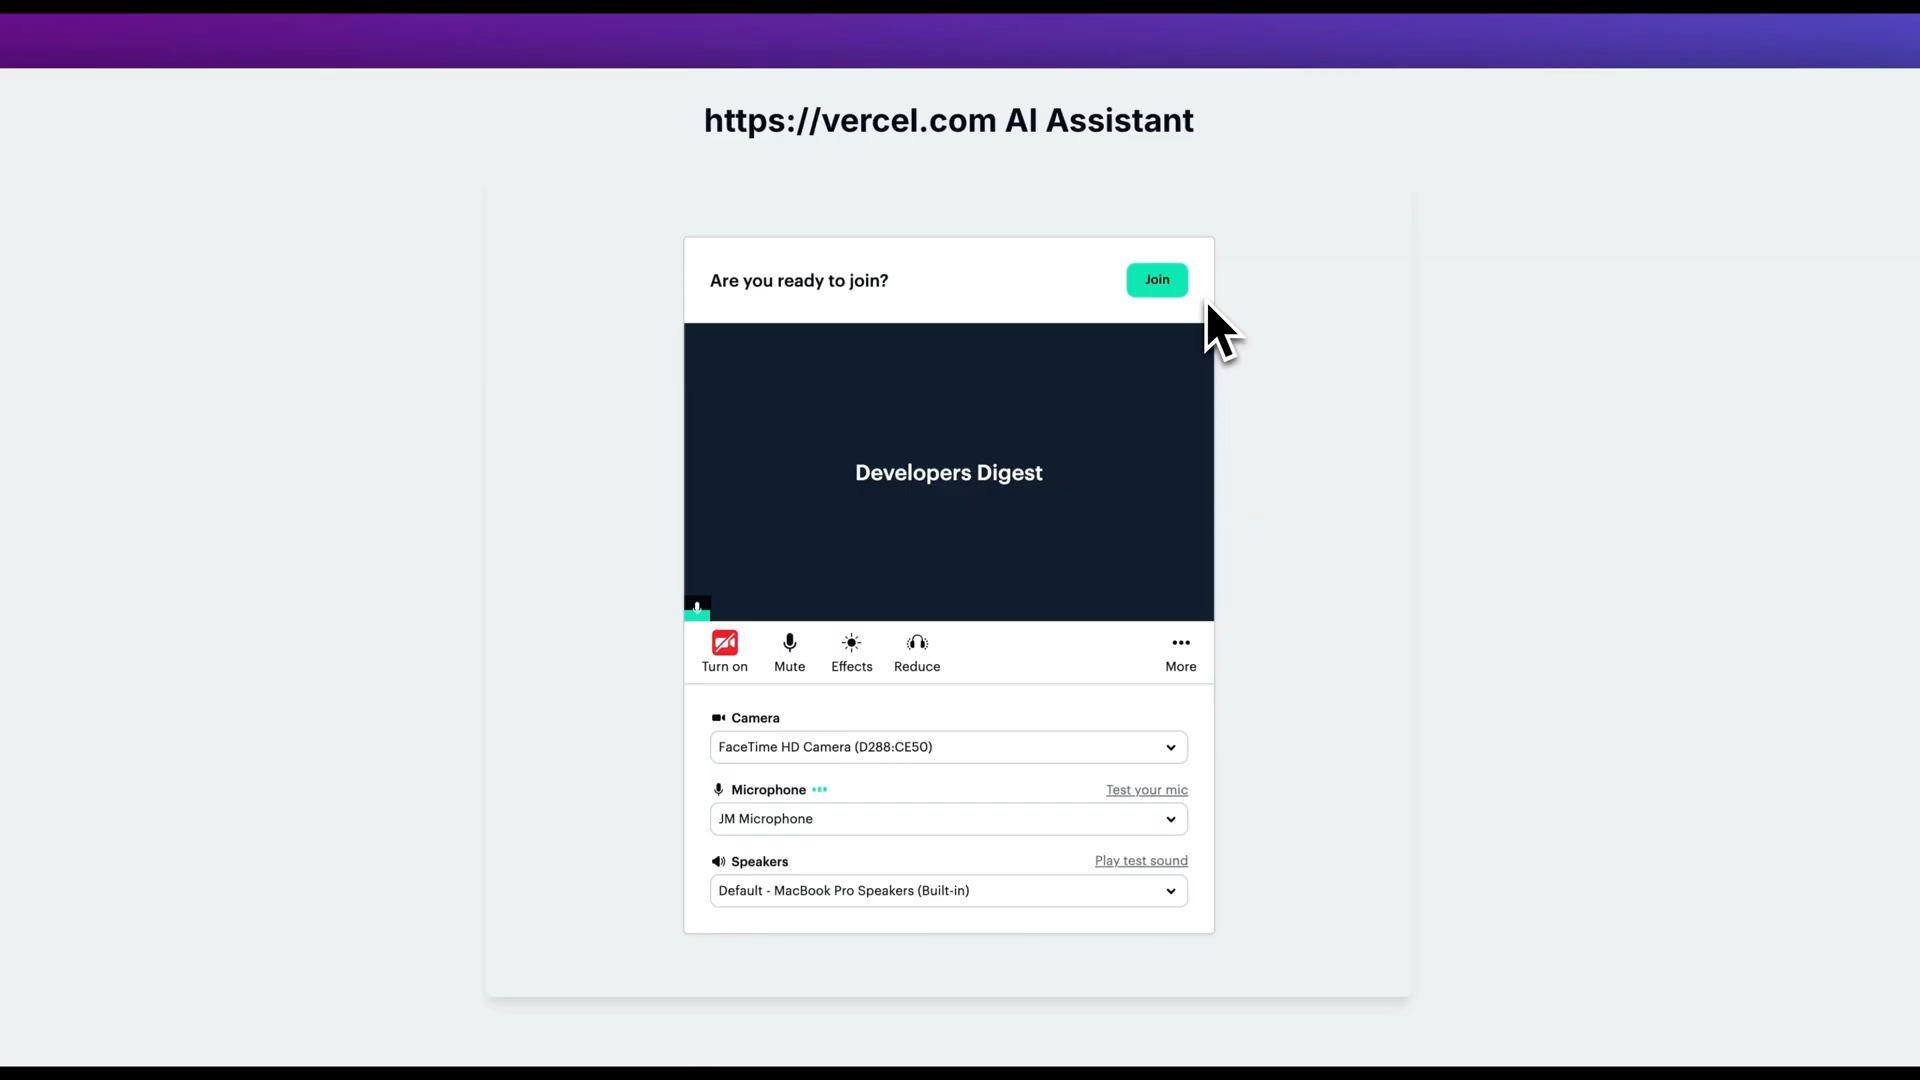 https://vercel.com AI Assistant
Are you ready to join?
Join
Developers Digest
Turn on
Mute
Effects
Reduce
More
Camera
FaceTime HD Camera (D288:CE50)
Microphone
Test your mic
JM Microphone
Speakers
Play test sound
Default - MacBook Pro Speakers (Built-in)